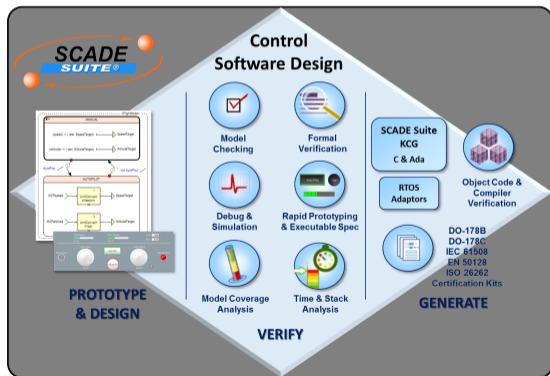 Control
Software Design
SCADE
SUITE®
MANUAL
AUTOPILOT
Model
Checking
Formal
Verification
Debug &
Simulation
Rapid Prototyping
& Executable Spec
Model Coverage
Analysis
Time & Stack
Analysis
SCADE Suite
KCG
C & Ada
RTOS
Adaptors
Object Code &
Compiler
Verification
DO-178B
DO-178C
IEC 61508
EN 50128
ISO 26262
Certification Kits
PROTOTYPE
& DESIGN
VERIFY
GENERATE